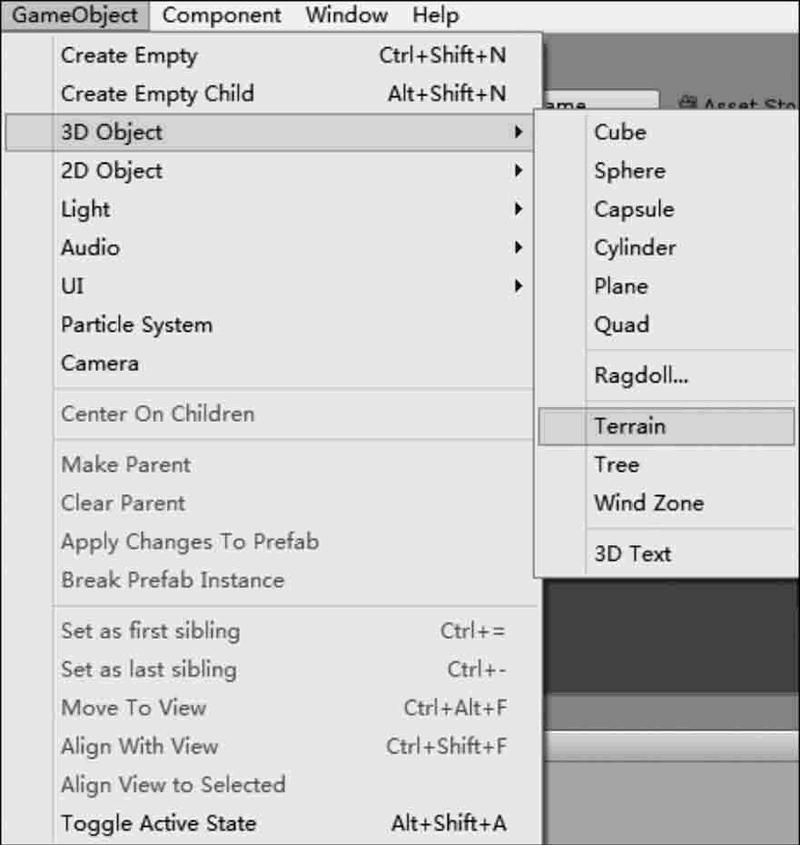 GameObject Component Window Help
Create Empty Ctrl+Shift+N
Create Empty Child Alt+Shift+N
Asset Sto
3D Object
2D Object
Light
Audio
UI
Particle System
Camera
Center On Children
Make Parent
Clear Parent
Apply Changes To Prefab
Break Prefab Instance
Set as first sibling Ctrl+=
Set as last sibling Ctrl+-
Move To View Ctrl+Alt+F
Align With View Ctrl+Shift+F
Align View to Selected
Toggle Active State Alt+Shift+A
Cube
Sphere
Capsule
Cylinder
Plane
Quad
Ragdoll...
Terrain
Tree
Wind Zone
3D Text